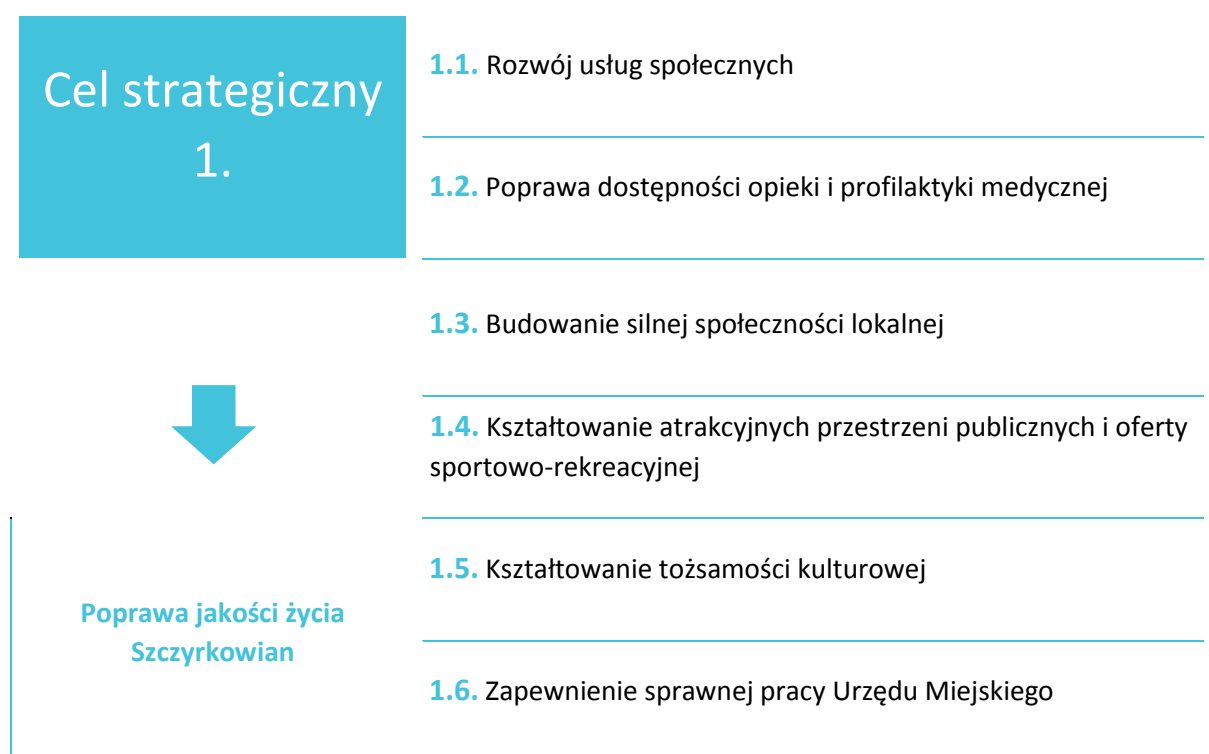 Cel strategiczny
1.
1.1. Rozwój usług społecznych
1.2. Poprawa dostępności opieki i profilaktyki medycznej
1.3. Budowanie silnej społeczności lokalnej
1.4. Kształtowanie atrakcyjnych przestrzeni publicznych i oferty
sportowo-rekreacyjnej
1.5. Kształtowanie tożsamości kulturowej
1.6. Zapewnienie sprawnej pracy Urzędu Miejskiego
Poprawa jakości życia
Szczyrkowian